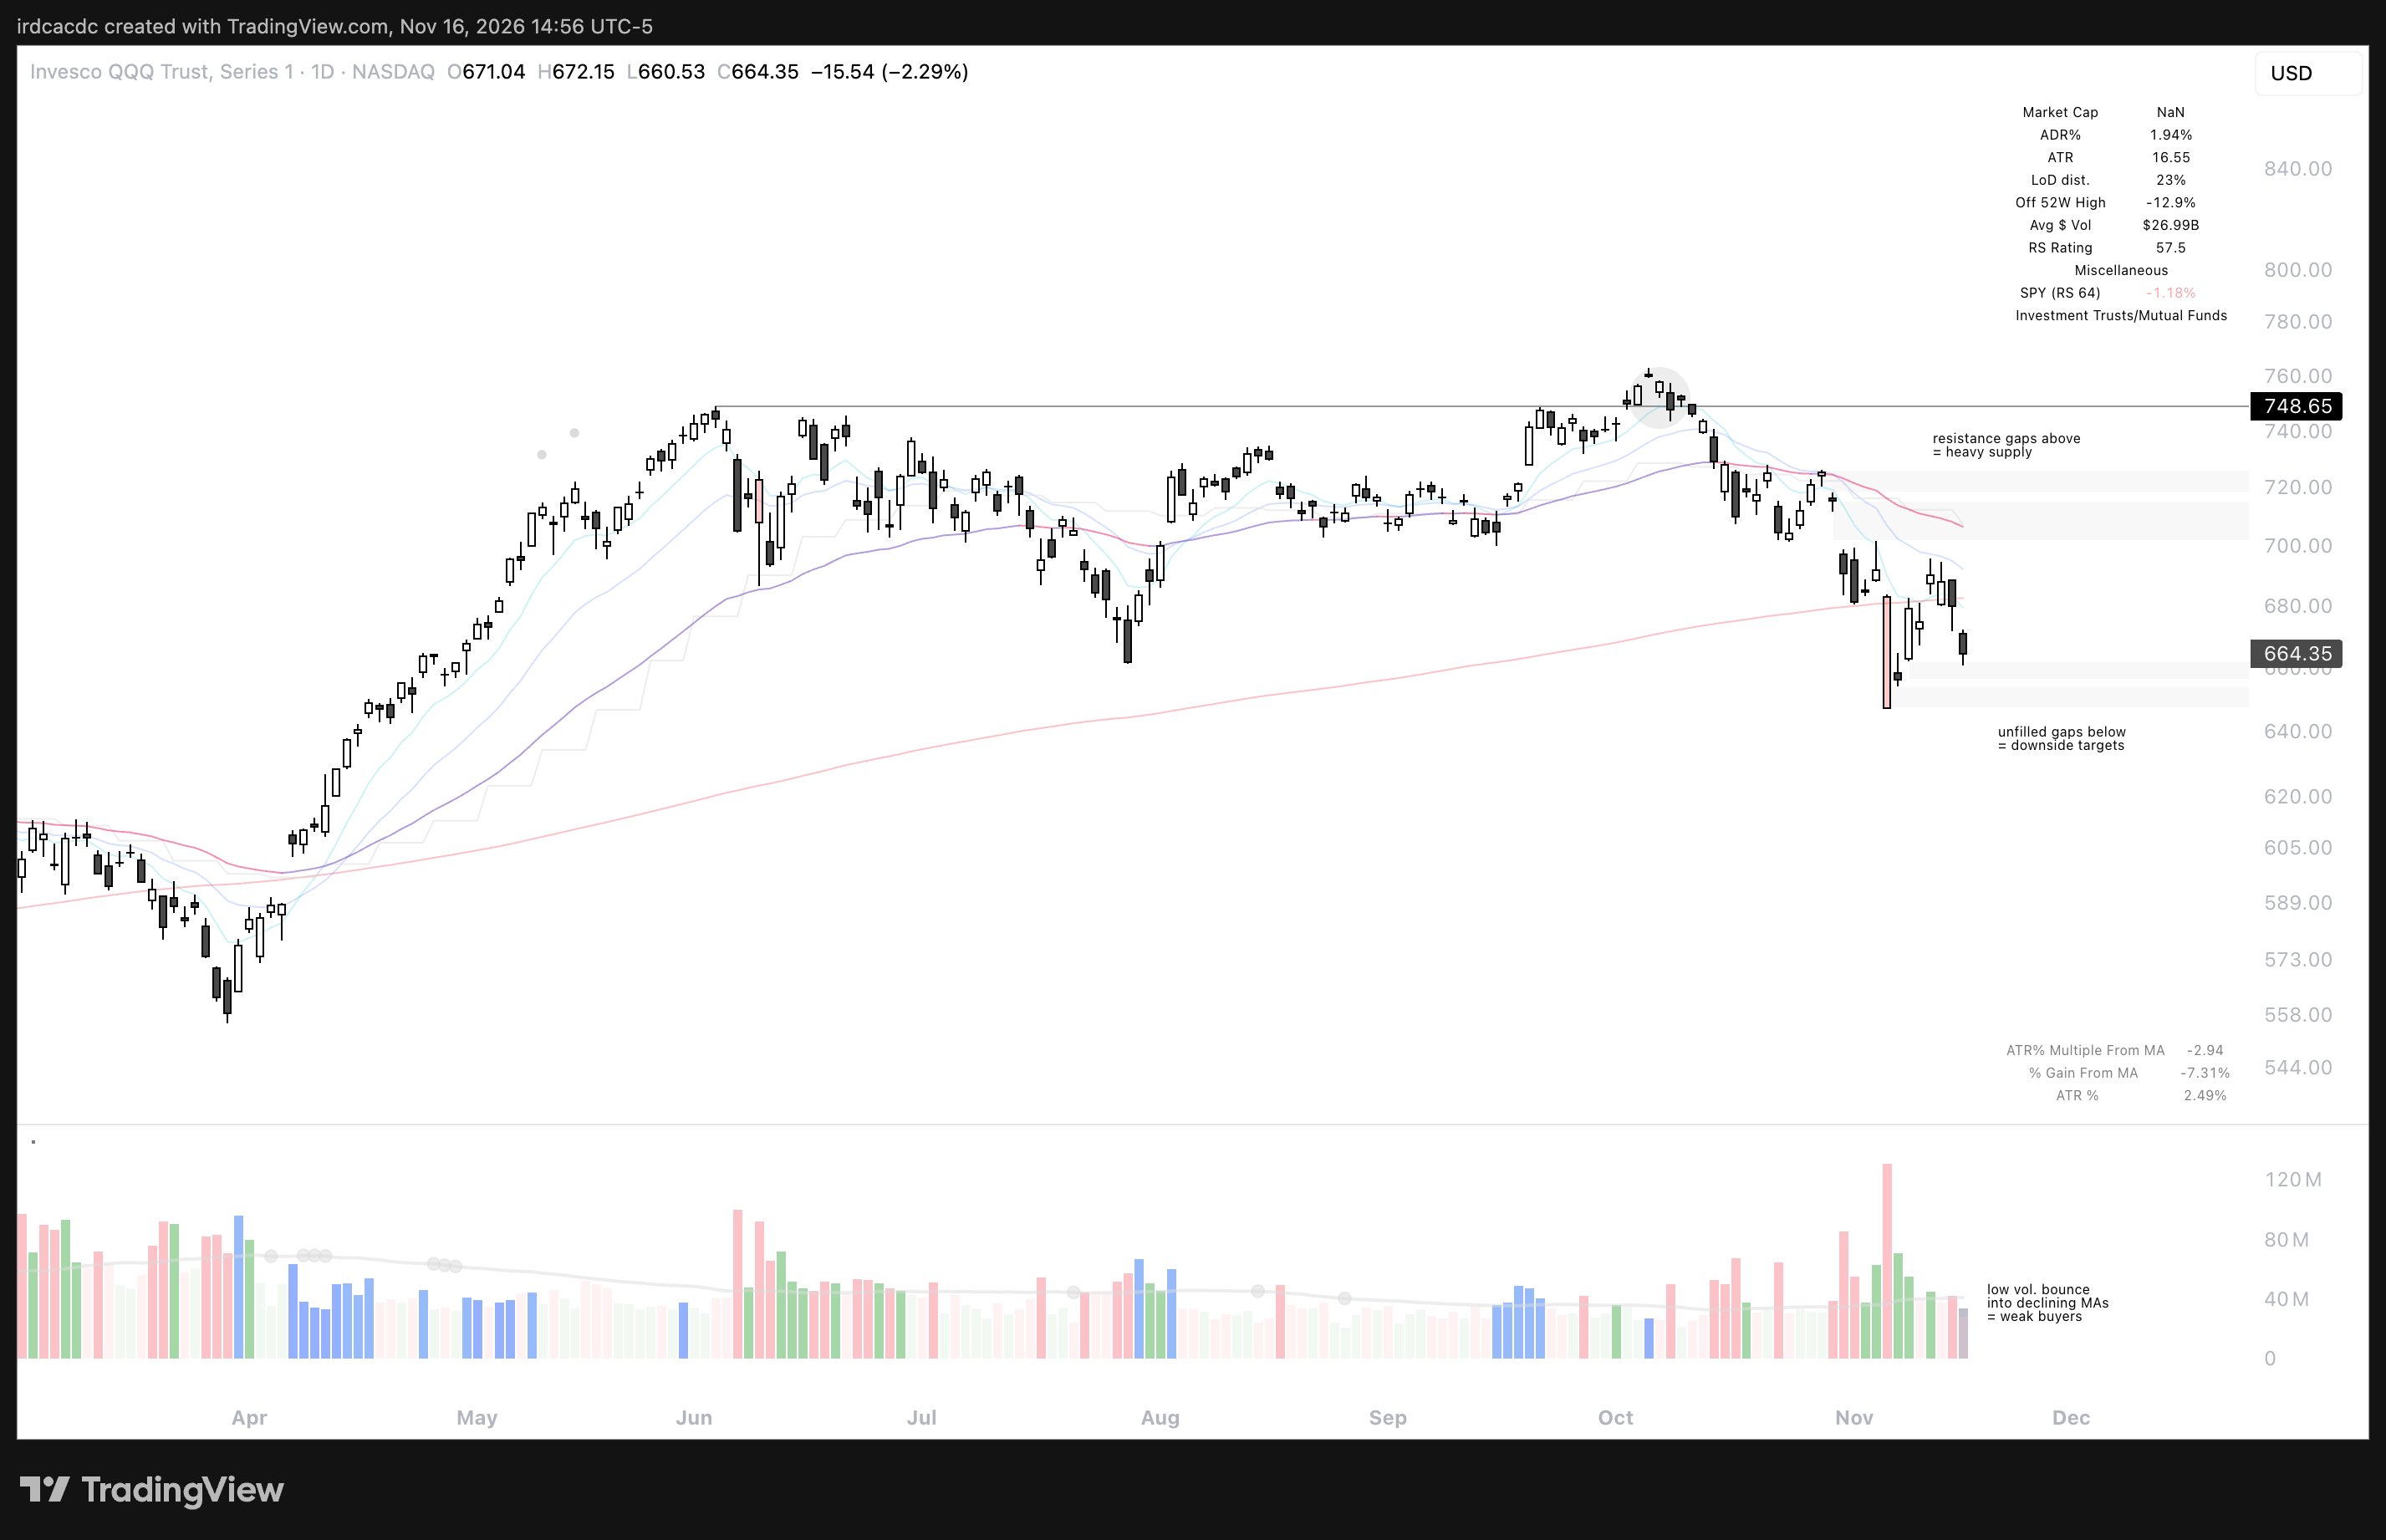 irdcacdc created with TradingView.com, Nov 16, 2026 14:56 UTC-5
Invesco QQQ Trust, Series 1 · 1D · NASDAQ O671.04 H672.15 L660.53 C664.35 −15.54 (−2.29%)
USD
Market Cap NaN
ADR% 1.94%
ATR 16.55
LoD dist. 23%
Off 52W High -12.9%
Avg $ Vol $26.99B
RS Rating 57.5
Miscellaneous
SPY (RS 64) -1.18%
Investment Trusts/Mutual Funds
840.00
800.00
780.00
760.00
748.65
740.00
720.00
700.00
680.00
664.35
660.00
640.00
620.00
605.00
589.00
573.00
558.00
544.00
resistance gaps above
= heavy supply
unfilled gaps below
= downside targets
ATR% Multiple From MA -2.94
% Gain From MA -7.31%
ATR % 2.49%
120 M
80 M
40 M
0
low vol. bounce
into declining MAs
= weak buyers
Apr May Jun Jul Aug Sep Oct Nov Dec
TradingView